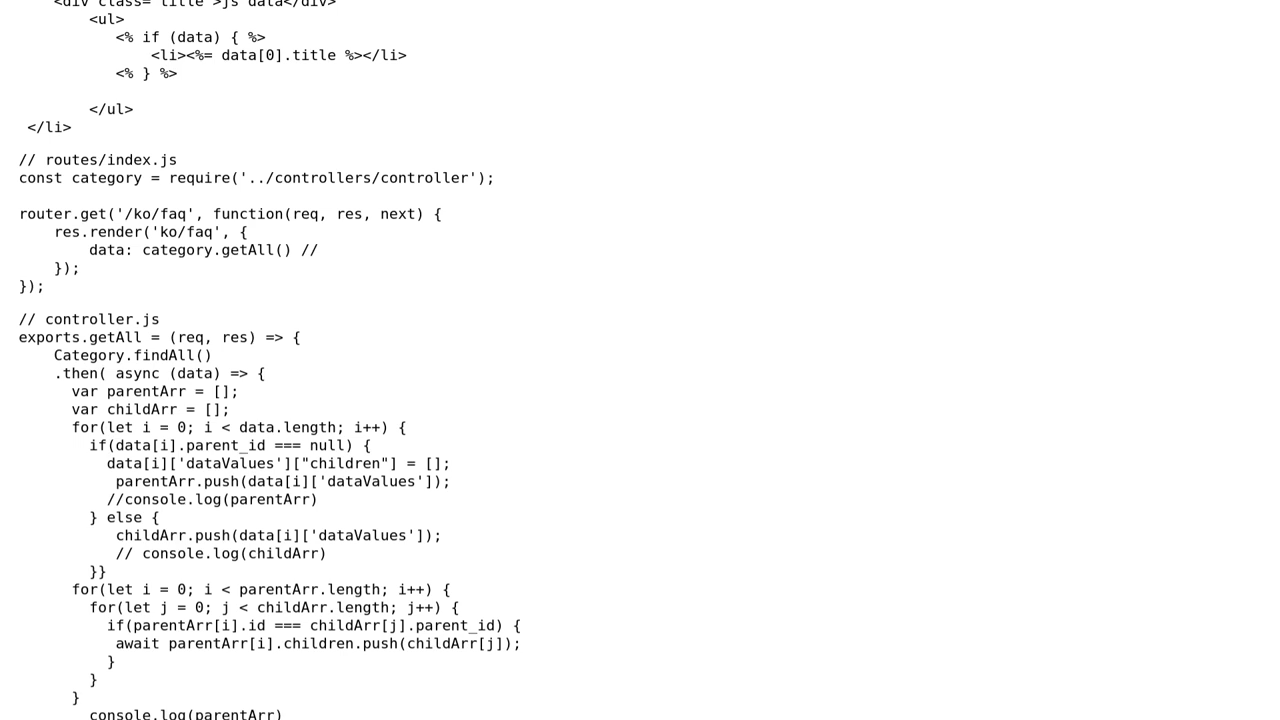 <div class="title">js data</div>
<ul>
<% if (data) { %>
<li><%= data[0].title %></li>
<% } %>
</ul>
</li>
// routes/index.js
const category = require('../controllers/controller');
router.get('/ko/faq', function(req, res, next) {
res.render('ko/faq', {
data: category.getAll() //
});
});
// controller.js
exports.getAll = (req, res) => {
Category.findAll()
.then( async (data) => {
var parentArr = [];
var childArr = [];
for(let i = 0; i < data.length; i++) {
if(data[i].parent_id === null) {
data[i]['dataValues']["children"] = [];
parentArr.push(data[i]['dataValues']);
//console.log(parentArr)
} else {
childArr.push(data[i]['dataValues']);
// console.log(childArr)
}}
for(let i = 0; i < parentArr.length; i++) {
for(let j = 0; j < childArr.length; j++) {
if(parentArr[i].id === childArr[j].parent_id) {
await parentArr[i].children.push(childArr[j]);
}
}
}
console.log(parentArr)